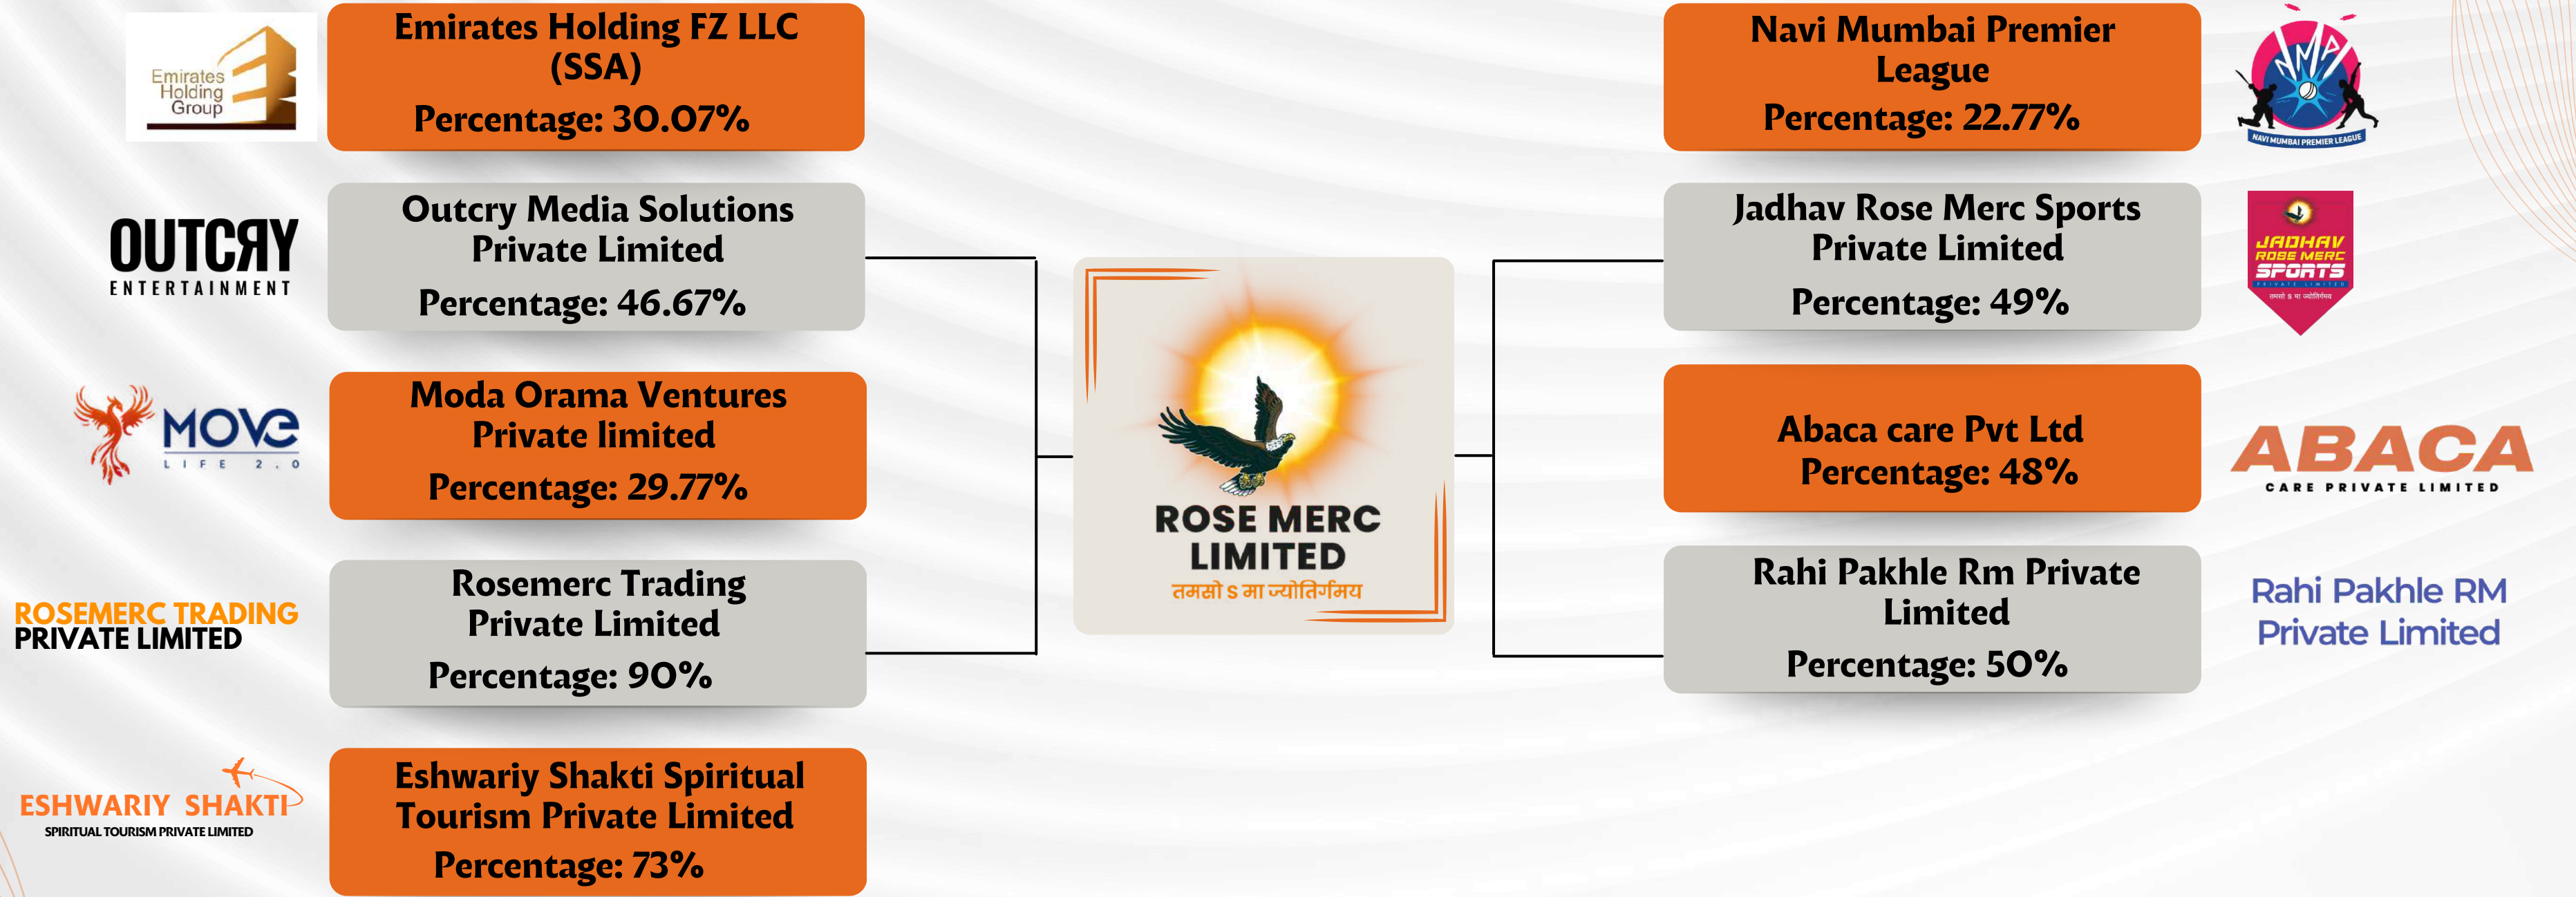 Emirates
Holding
Group
Emirates Holding FZ LLC
(SSA)
Percentage: 30.07%
OUTCЯY
ENTERTAINMENT
Outcry Media Solutions
Private Limited
Percentage: 46.67%
MOVE
LIFE 2.0
Moda Orama Ventures
Private limited
Percentage: 29.77%
ROSEMERC TRADING
PRIVATE LIMITED
Rosemerc Trading
Private Limited
Percentage: 90%
ESHWARIY SHAKTI
SPIRITUAL TOURISM PRIVATE LIMITED
Eshwariy Shakti Spiritual
Tourism Private Limited
Percentage: 73%
ROSE MERC
LIMITED
तमसो S मा ज्योतिर्गमय
Navi Mumbai Premier
League
Percentage: 22.77%
NMPL
NAVI MUMBAI PREMIER LEAGUE
Jadhav Rose Merc Sports
Private Limited
Percentage: 49%
JADHAV
ROSE MERC
SPORTS
PRIVATE LIMITED
तमसो S मा ज्योतिर्गमय
Abaca care Pvt Ltd
Percentage: 48%
ABACA
CARE PRIVATE LIMITED
Rahi Pakhle Rm Private
Limited
Percentage: 50%
Rahi Pakhle RM
Private Limited